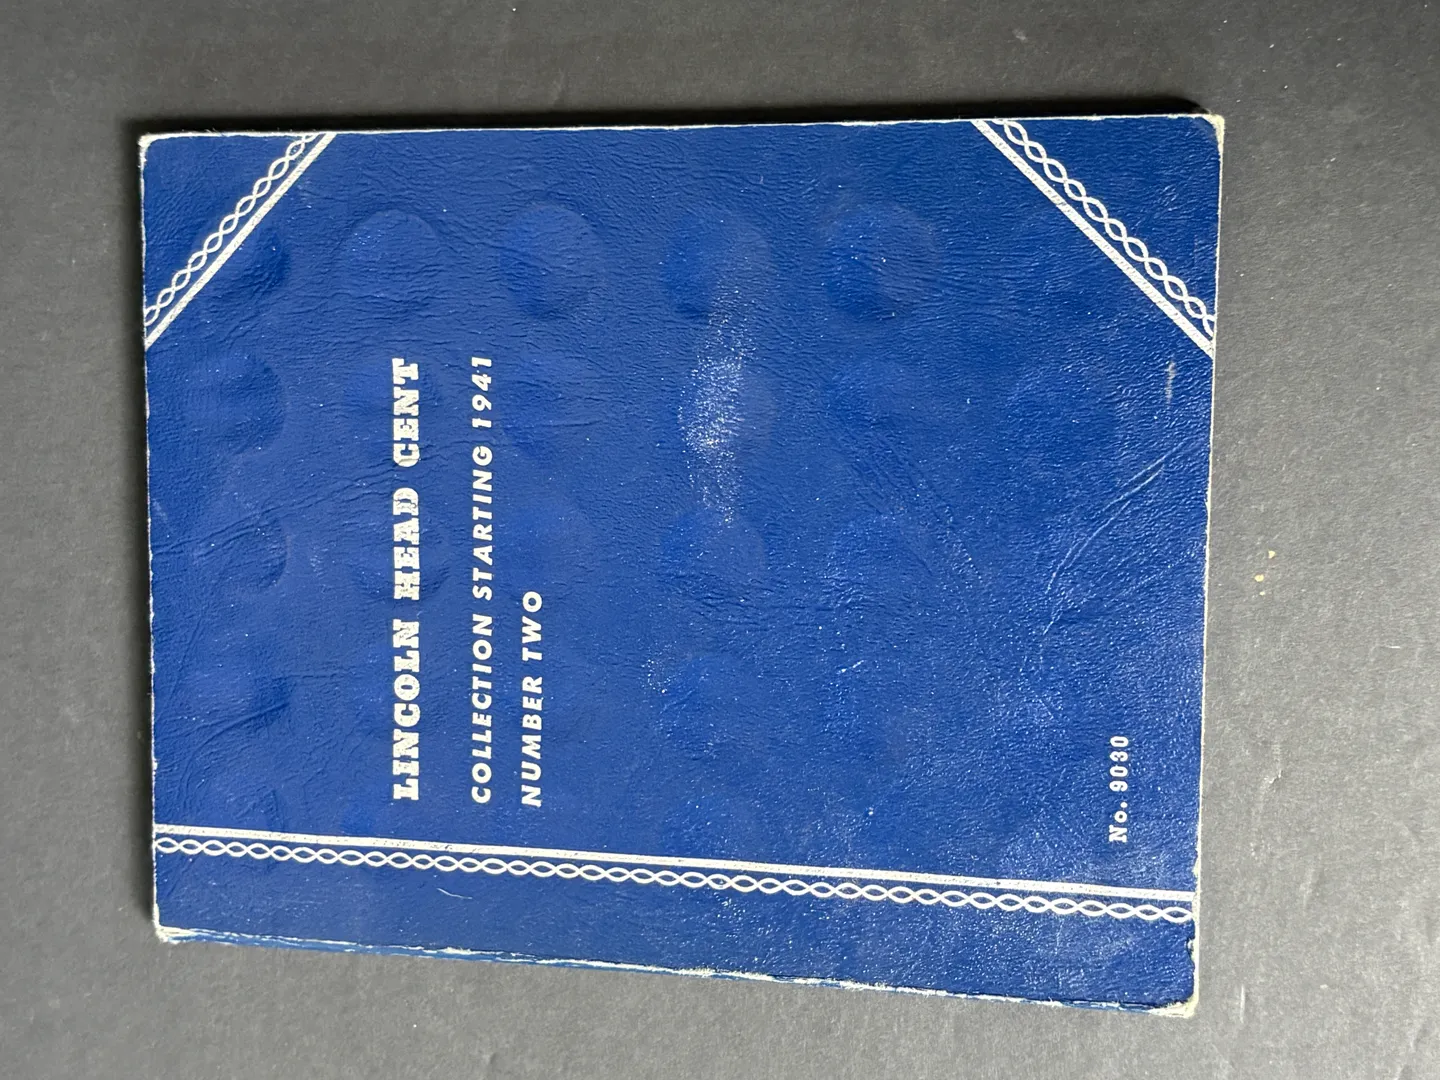 LINCOLN HEAD CENT
COLLECTION STARTING 1941
NUMBER TWO
No. 9030